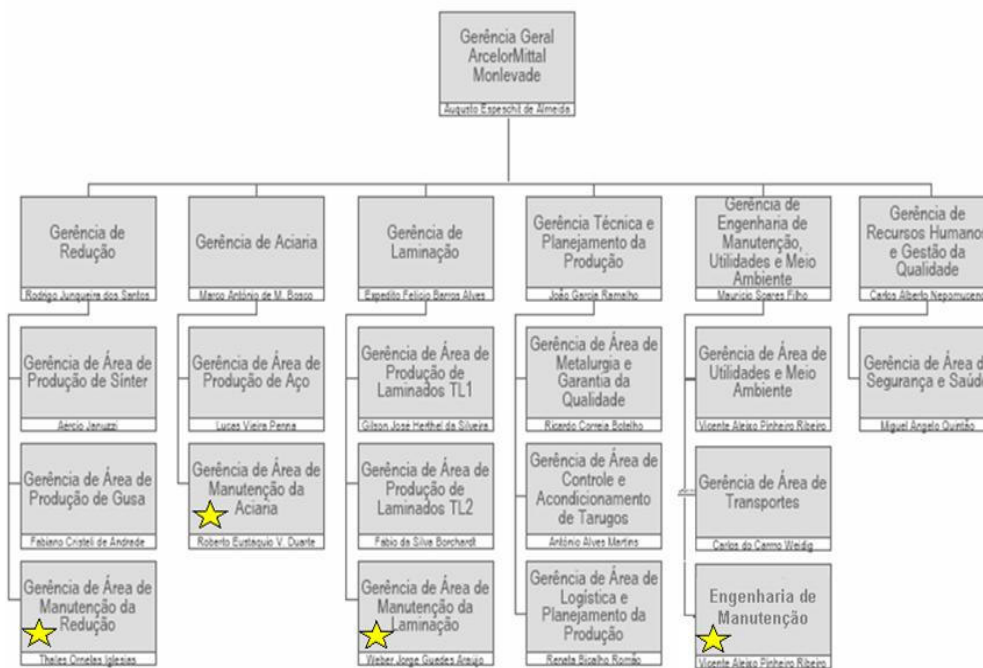 Gerência Geral
ArcelorMittal
Monlevade
Augusto Espeschit de Almeida
Gerência de
Redução
Rodrigo Junqueira dos Santos
Gerência de Aciaria
Marco Antônio de M. Bosco
Gerência de
Laminação
Expedito Felício Barros Alves
Gerência Técnica e
Planejamento da
Produção
João Garcia Ramalho
Gerência de
Engenharia de
Manutenção,
Utilidades e Meio
Ambiente
Mauricio Soares Filho
Gerência de
Recursos Humanos
e Gestão da
Qualidade
Carlos Alberto Nepomuceno
Gerência de Área de
Produção de Sínter
Aércio Januzzi
Gerência de Área de
Produção de Aço
Lucas Vieira Penna
Gerência de Área de
Produção de
Laminados TL1
Gilson José Herthel da Silveira
Gerência de Área de
Metalurgia e
Garantia da
Qualidade
Ricardo Correia Botelho
Gerência de Área de
Utilidades e Meio
Ambiente
Vicente Aleixo Pinheiro Ribeiro
Gerência de Área de
Segurança e Saúde
Miguel Angelo Quintão
Gerência de Área de
Produção de Gusa
Fabiano Cristeli de Andrade
Gerência de Área de
Manutenção da
Aciaria
Roberto Eustaquio V. Duarte
Gerência de Área de
Produção de
Laminados TL2
Fabio da Silva Borchardt
Gerência de Área de
Controle e
Acondicionamento
de Tarugos
Antônio Alves Martins
Gerência de Área de
Transportes
Carlos do Carmo Weidig
Gerência de Área de
Manutenção da
Redução
Thales Ornelas Iglesias
Gerência de Área de
Manutenção da
Laminação
Weber Jorge Guedes Araújo
Gerência de Área de
Logística e
Planejamento da
Produção
Renata Bicalho Romão
Engenharia de
Manutenção
Vicente Aleixo Pinheiro Ribeiro